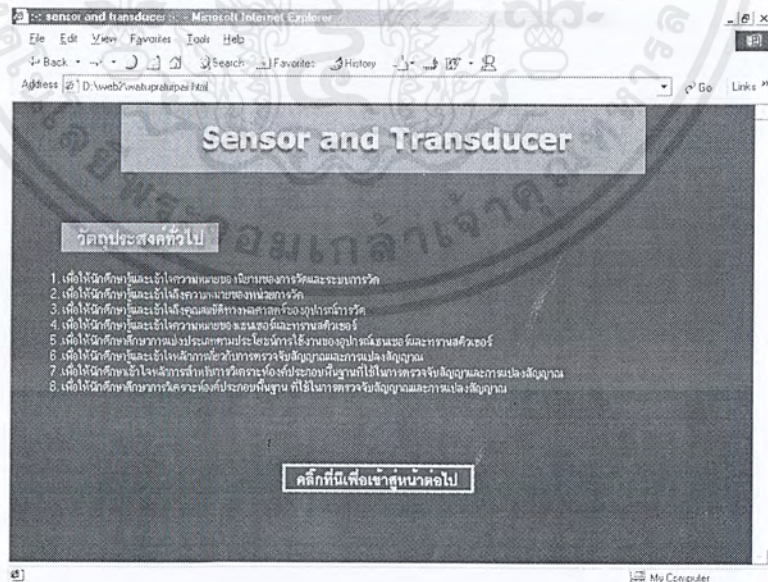 ::: sensor and transducer ::: - Microsoft Internet Explorer
File Edit View Favorites Tools Help
Back Search Favorites History
Address D:\web2\watupraturpai.html Go Links »
Sensor and Transducer
วัตถุประสงค์ทั่วไป
1. เพื่อให้นักศึกษารู้และเข้าใจความหมายของนิยามของการวัดและระบบการวัด
2. เพื่อให้นักศึกษารู้และเข้าใจถึงความหมายของหน่วยการวัด
3. เพื่อให้นักศึกษารู้และเข้าใจถึงคุณสมบัติทางพลศาสตร์ของอุปกรณ์การวัด
4. เพื่อให้นักศึกษารู้และเข้าใจความหมายของเซนเซอร์และทรานสดิวเซอร์
5. เพื่อให้นักศึกษาศึกษาการแบ่งประเภทตามประโยชน์การใช้งานของอุปกรณ์เซนเซอร์และทรานสดิวเซอร์
6. เพื่อให้นักศึกษารู้และเข้าใจหลักการเกี่ยวกับการตรวจจับสัญญาณและการแปลงสัญญาณ
7. เพื่อให้นักศึกษาเข้าใจหลักการสำหรับการวิเคราะห์องค์ประกอบพื้นฐานที่ใช้ในการตรวจจับสัญญาและการแปลงสัญญาณ
8. เพื่อให้นักศึกษาศึกษาการวิเคราะห์องค์ประกอบพื้นฐาน ที่ใช้ในการตรวจจับสัญญาณและการแปลงสัญญาณ
คลิ๊กที่นี่เพื่อเข้าสู่หน้าต่อไป
My Computer